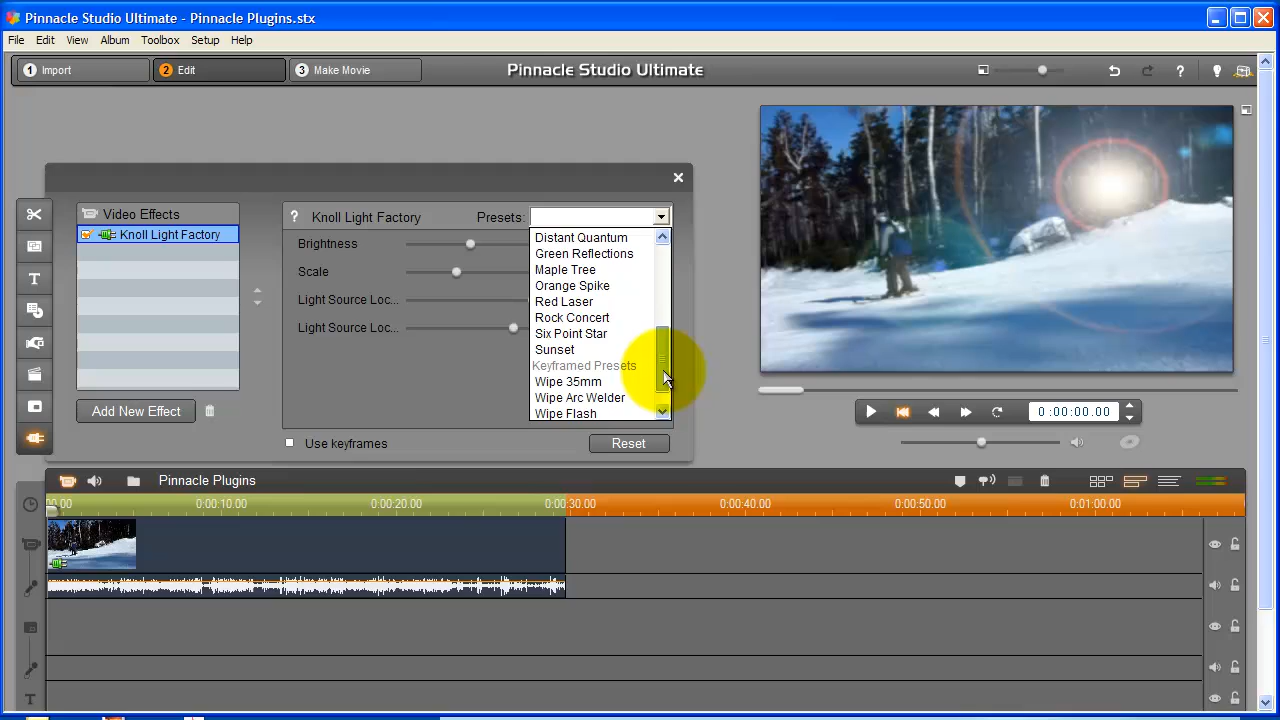 Pinnacle Studio Ultimate - Pinnacle Plugins.stx
File Edit View Album Toolbox Setup Help
1 Import 2 Edit 3 Make Movie Pinnacle Studio Ultimate ?
Video Effects
Knoll Light Factory
Add New Effect
? Knoll Light Factory Presets:
Brightness
Scale
Light Source Loc...
Light Source Loc...
Distant Quantum
Green Reflections
Maple Tree
Orange Spike
Red Laser
Rock Concert
Six Point Star
Sunset
Keyframed Presets
Wipe 35mm
Wipe Arc Welder
Wipe Flash
Use keyframes Reset
0:00:00.00
Pinnacle Plugins
00.00 0:00:10.00 0:00:20.00 0:00:30.00 0:00:40.00 0:00:50.00 0:01:00.00